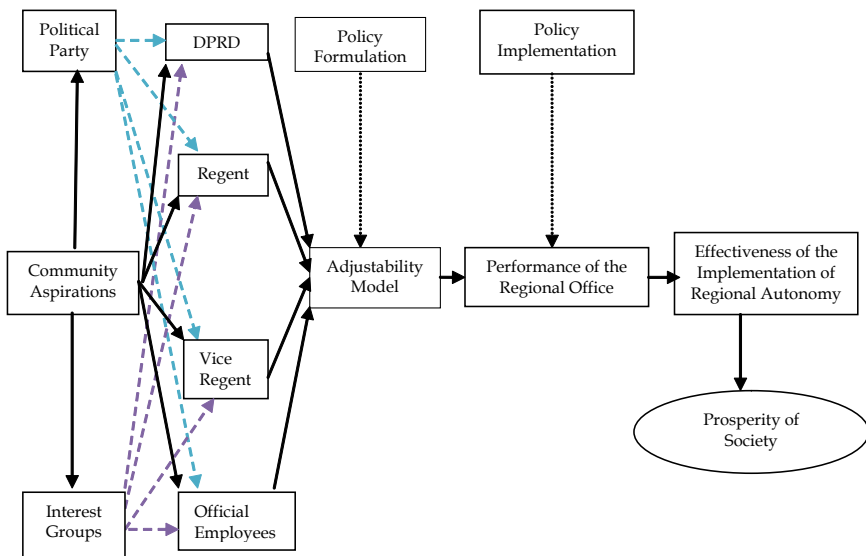 Political
Party
DPRD
Policy
Formulation
Policy
Implementation
Regent
Community
Aspirations
Adjustability
Model
Performance of the
Regional Office
Effectiveness of the
Implementation of
Regional Autonomy
Vice
Regent
Prosperity of
Society
Interest
Groups
Official
Employees